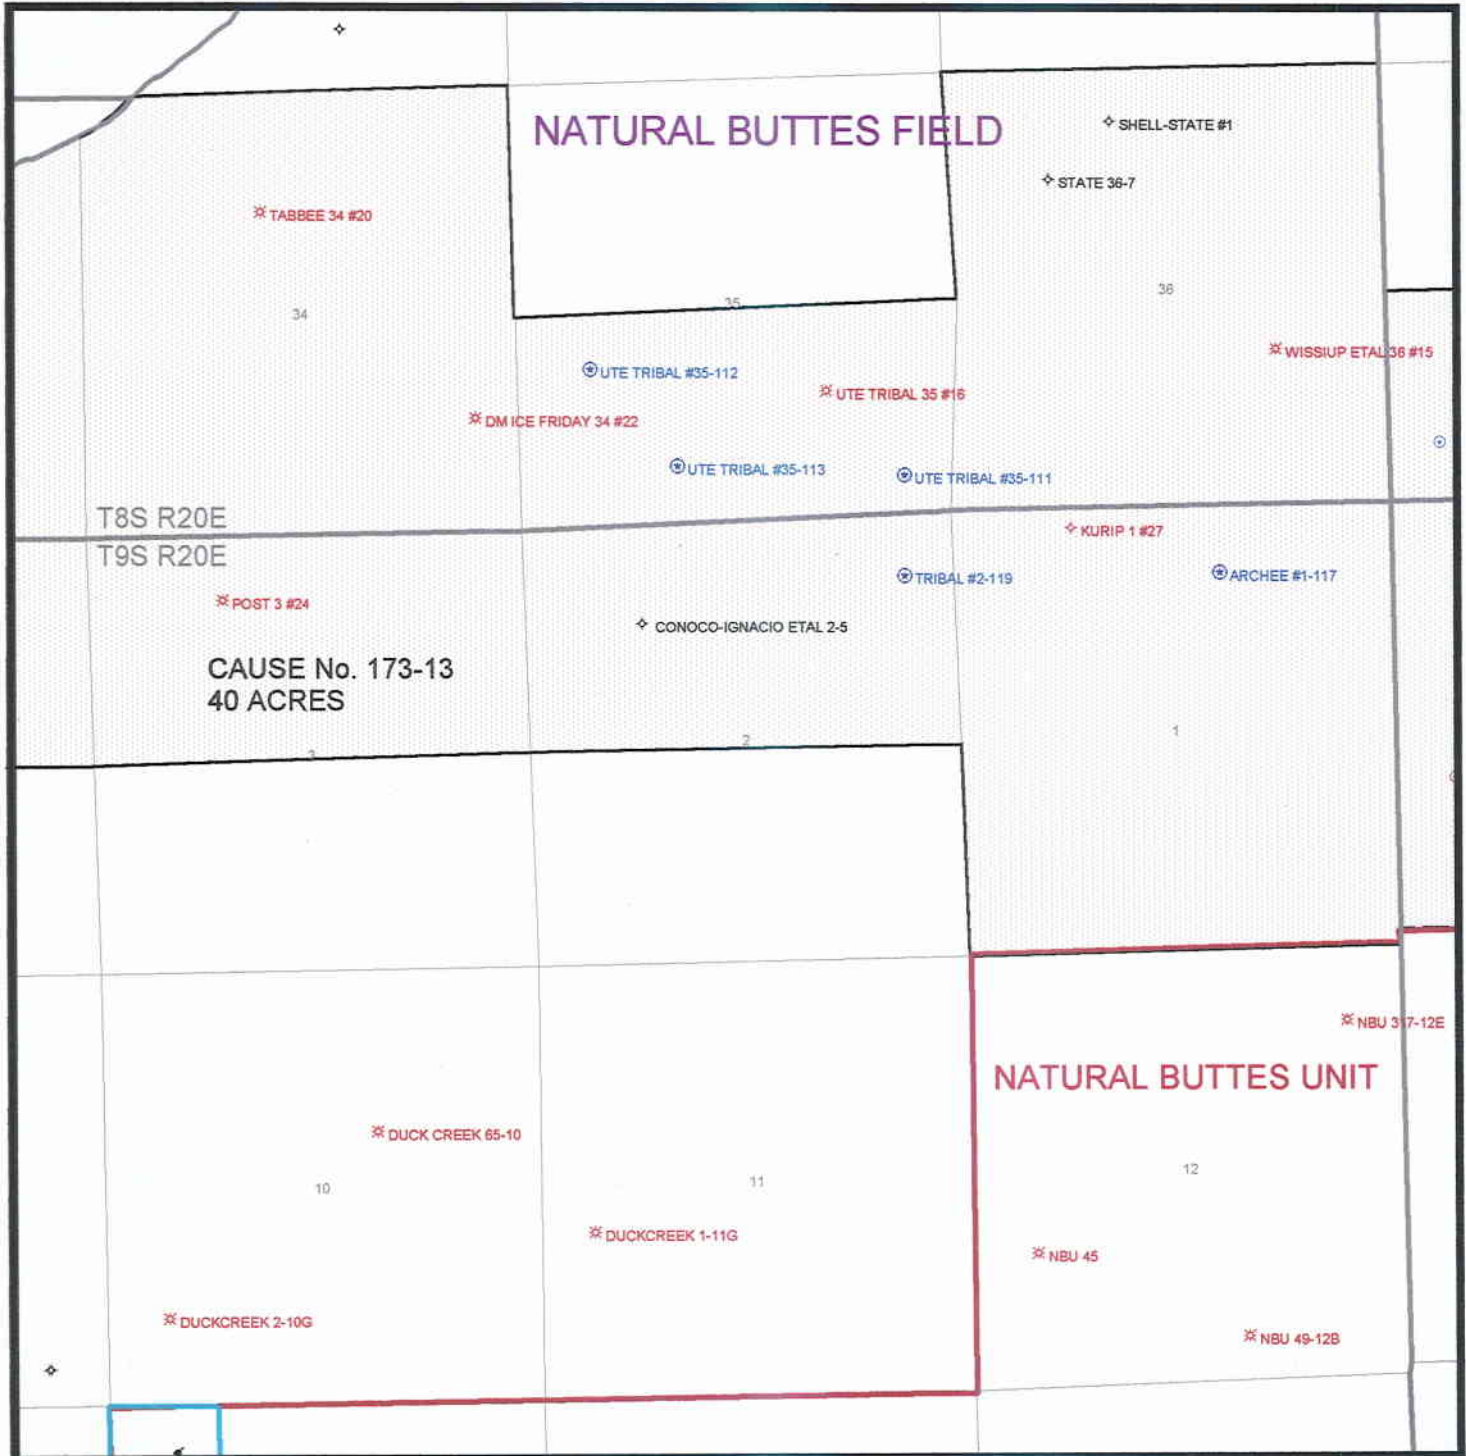 NATURAL BUTTES FIELD
SHELL-STATE #1
STATE 36-7
TABBEE 34 #20
34
35
36
WISSIUP ETAL 36 #15
UTE TRIBAL #35-112
UTE TRIBAL 35 #16
DM ICE FRIDAY 34 #22
UTE TRIBAL #35-113
UTE TRIBAL #35-111
T8S R20E
T9S R20E
KURIP 1 #27
TRIBAL #2-119
ARCHEE #1-117
POST 3 #24
CONOCO-IGNACIO ETAL 2-5
CAUSE No. 173-13
40 ACRES
3
2
1
NBU 317-12E
NATURAL BUTTES UNIT
DUCK CREEK 65-10
10
11
12
DUCKCREEK 1-11G
NBU 45
DUCKCREEK 2-10G
NBU 49-12B